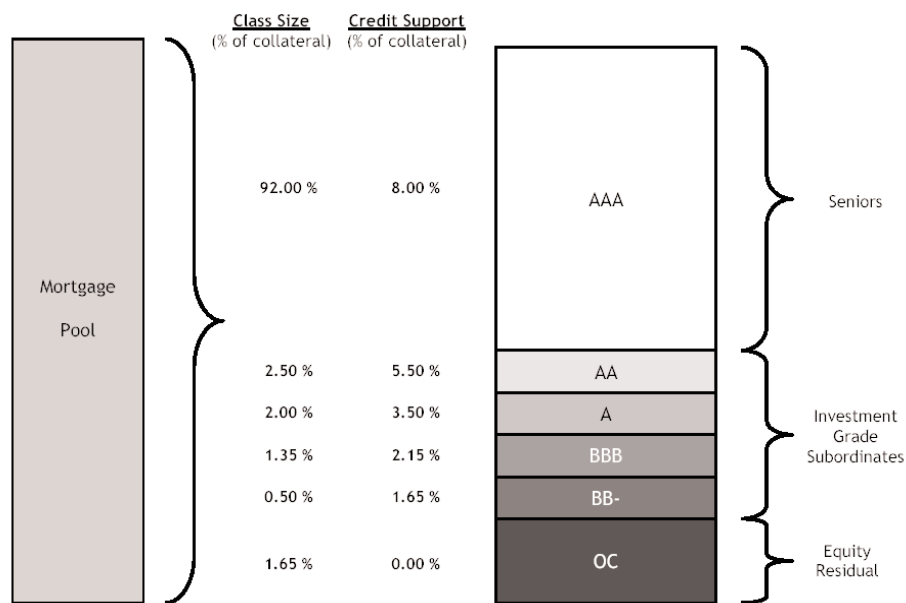 Class Size Credit Support
(% of collateral) (% of collateral)
92.00 % 8.00 %
AAA
Seniors
Mortgage
Pool
2.50 % 5.50 % AA
2.00 % 3.50 % A
Investment
Grade
Subordinates
1.35 % 2.15 % BBB
0.50 % 1.65 % BB-
1.65 % 0.00 % OC
Equity
Residual